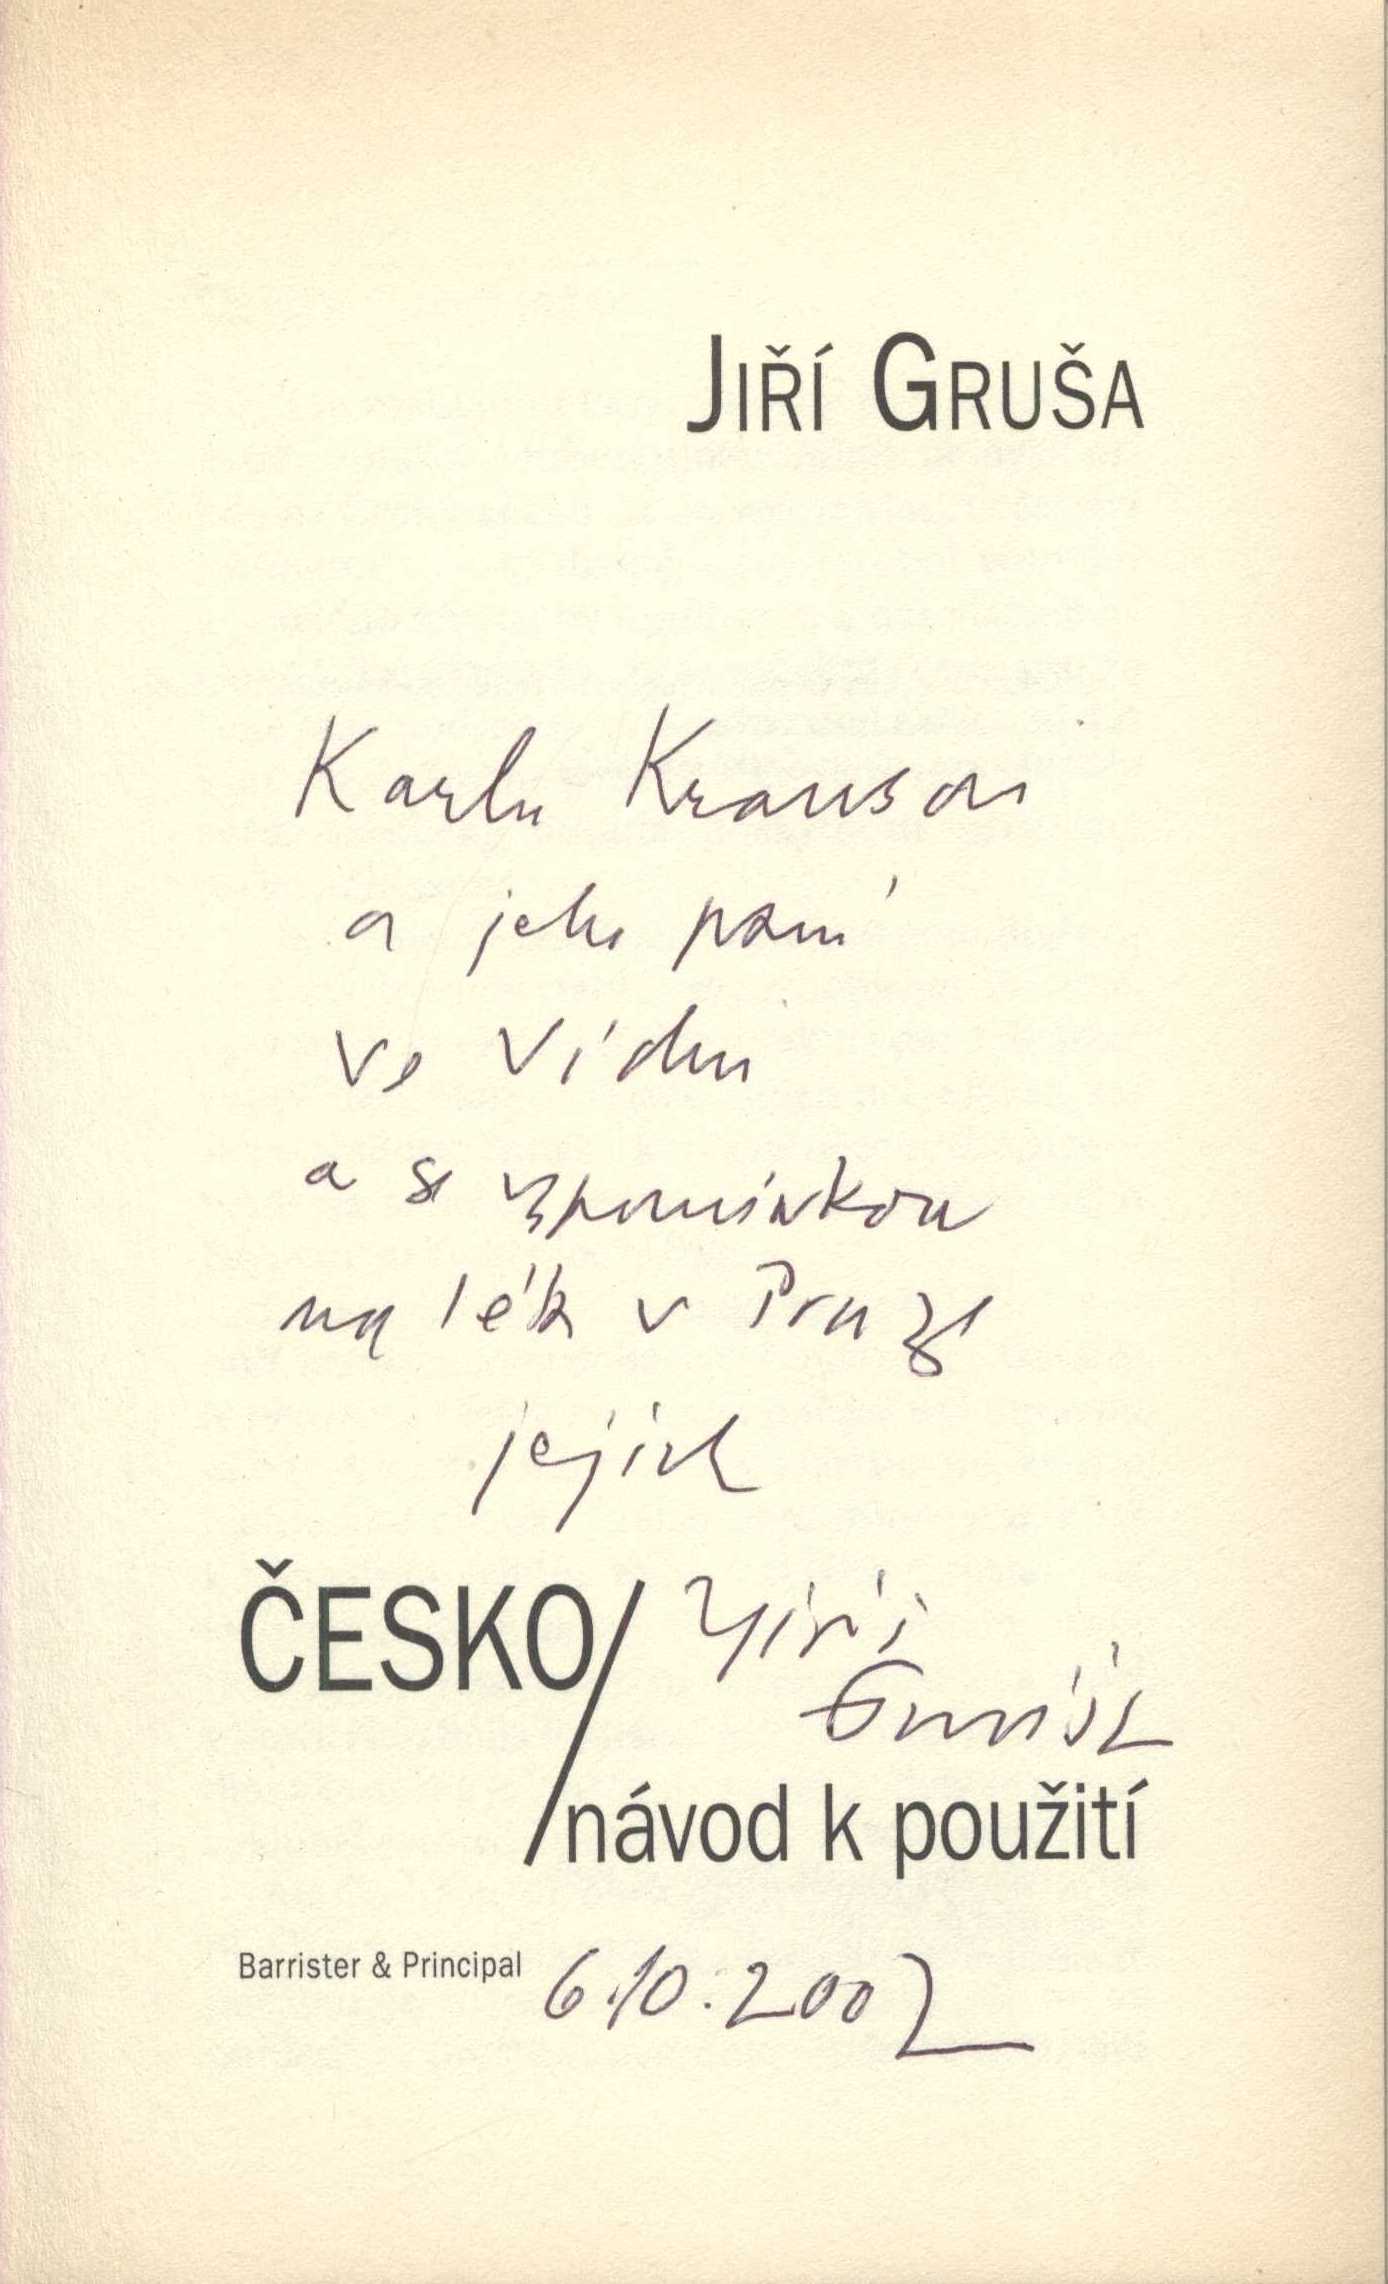 JIŘÍ GRUŠA
Karlu Krausovi
a jeho paní
ve Vídni
a se vzpomínkou
na lék v Praze
jejich
ČESKO/
Jiří
Gruša
návod k použití
Barrister & Principal
6.10.2002